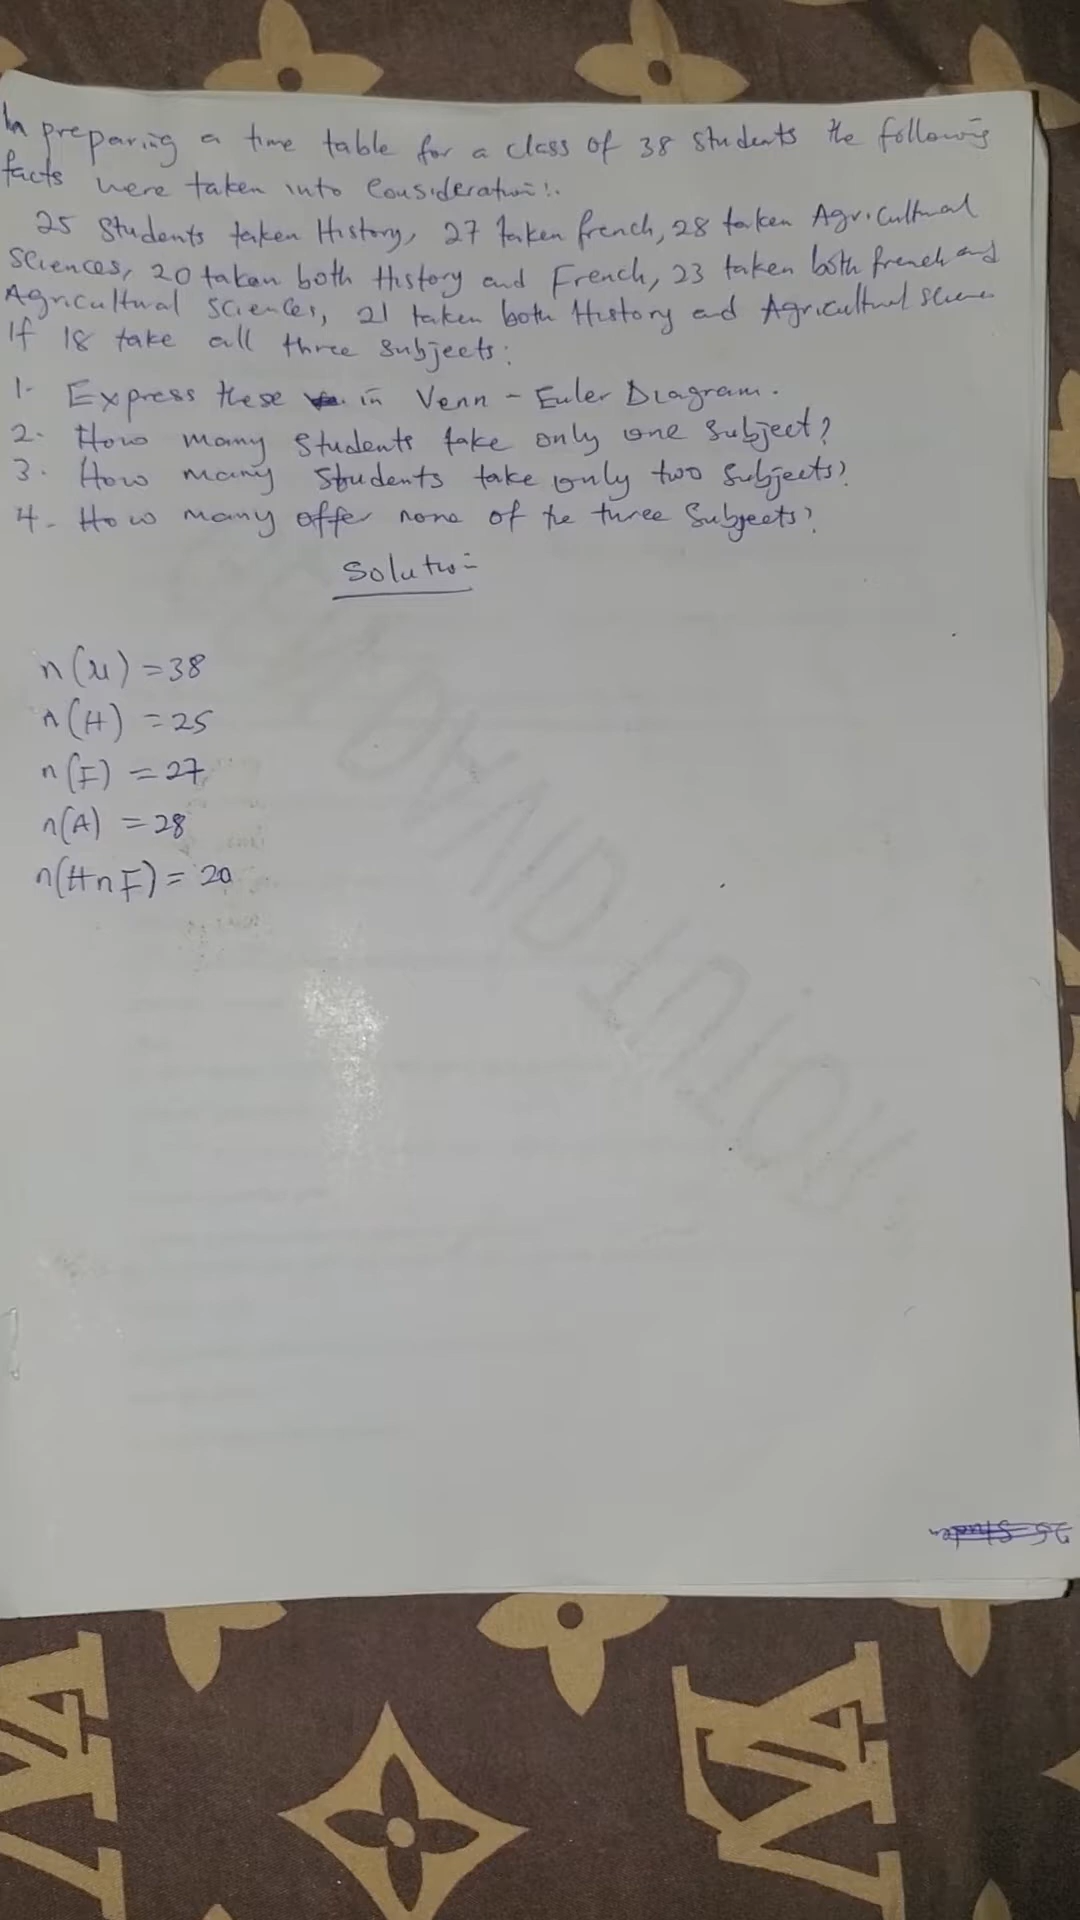 In preparing a time table for a class of 38 students the following
facts were taken into consideration:.
25 Students taken History, 27 taken french, 28 taken Agricultural
Sciences, 20 taken both History and French, 23 taken both french and
Agricultural Sciences, 21 taken both History and Agricultural science
If 18 take all three subjects:
1. Express these in Venn - Euler Diagram.
2. How many students take only one subject?
3. How many students take only two subjects?
4. How many offer none of the three subjects?
Solution
n(μ) = 38
n(H) = 25
n(F) = 27
n(A) = 28
n(HnF) = 20
25 Studen